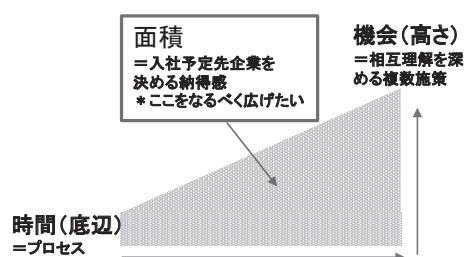 面積
＝入社予定先企業を
決める納得感
＊ここをなるべく広げたい
機会（高さ）
＝相互理解を深
める複数施策
時間（底辺）
＝プロセス